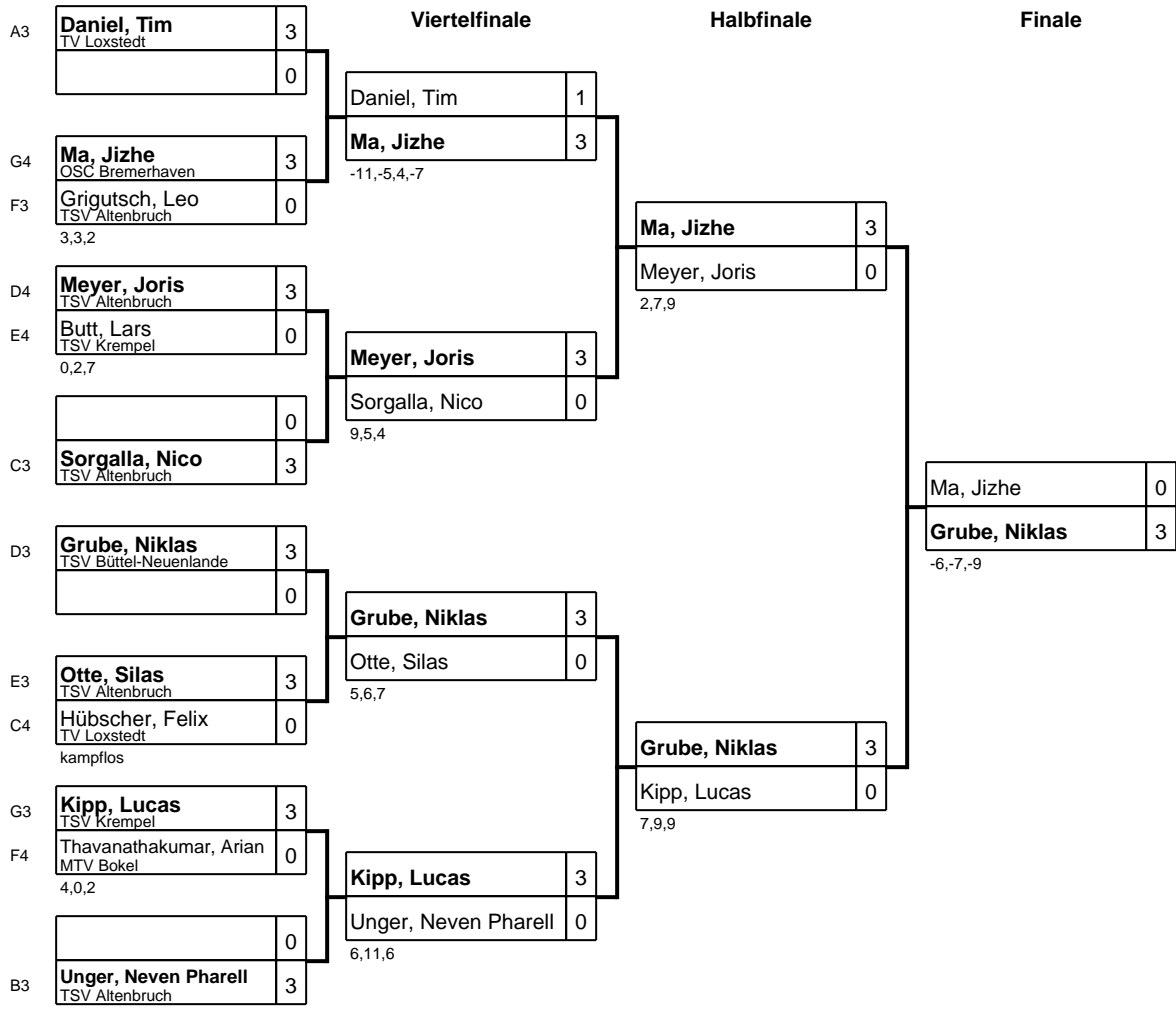 Viertelfinale
Halbfinale
Finale
A3
Daniel, Tim 3
TV Loxstedt
0
G4
Ma, Jizhe 3
OSC Bremerhaven
F3
Grigutsch, Leo 0
TSV Altenbruch
3,3,2
D4
Meyer, Joris 3
TSV Altenbruch
E4
Butt, Lars 0
TSV Krempel
0,2,7
0
C3
Sorgalla, Nico 3
TSV Altenbruch
D3
Grube, Niklas 3
TSV Büttel-Neuenlande
0
E3
Otte, Silas 3
TSV Altenbruch
C4
Hübscher, Felix 0
TV Loxstedt
kampflos
G3
Kipp, Lucas 3
TSV Krempel
F4
Thavanathakumar, Arian 0
MTV Bokel
4,0,2
0
B3
Unger, Neven Pharell 3
TSV Altenbruch
Daniel, Tim 1
Ma, Jizhe 3
-11,-5,4,-7
Meyer, Joris 3
Sorgalla, Nico 0
9,5,4
Grube, Niklas 3
Otte, Silas 0
5,6,7
Kipp, Lucas 3
Unger, Neven Pharell 0
6,11,6
Ma, Jizhe 3
Meyer, Joris 0
2,7,9
Grube, Niklas 3
Kipp, Lucas 0
7,9,9
Ma, Jizhe 0
Grube, Niklas 3
-6,-7,-9